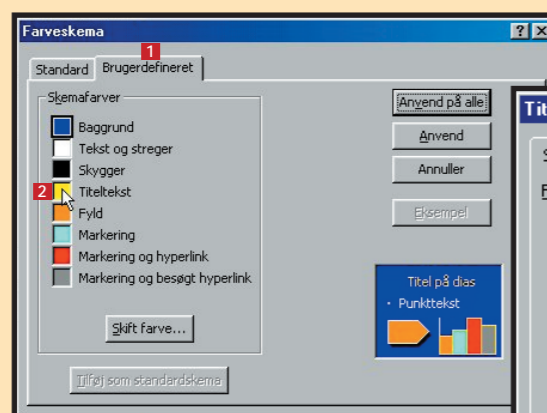 Farveskema
1
Standard Brugerdefineret
Skemafarver
Baggrund
Tekst og streger
Skygger
2 Titeltekst
Fyld
Markering
Markering og hyperlink
Markering og besøgt hyperlink
Skift farve...
Tilføj som standardskema
Anvend på alle
Anvend
Annuller
Eksempel
Titel på dias
• Punkttekst
Tit